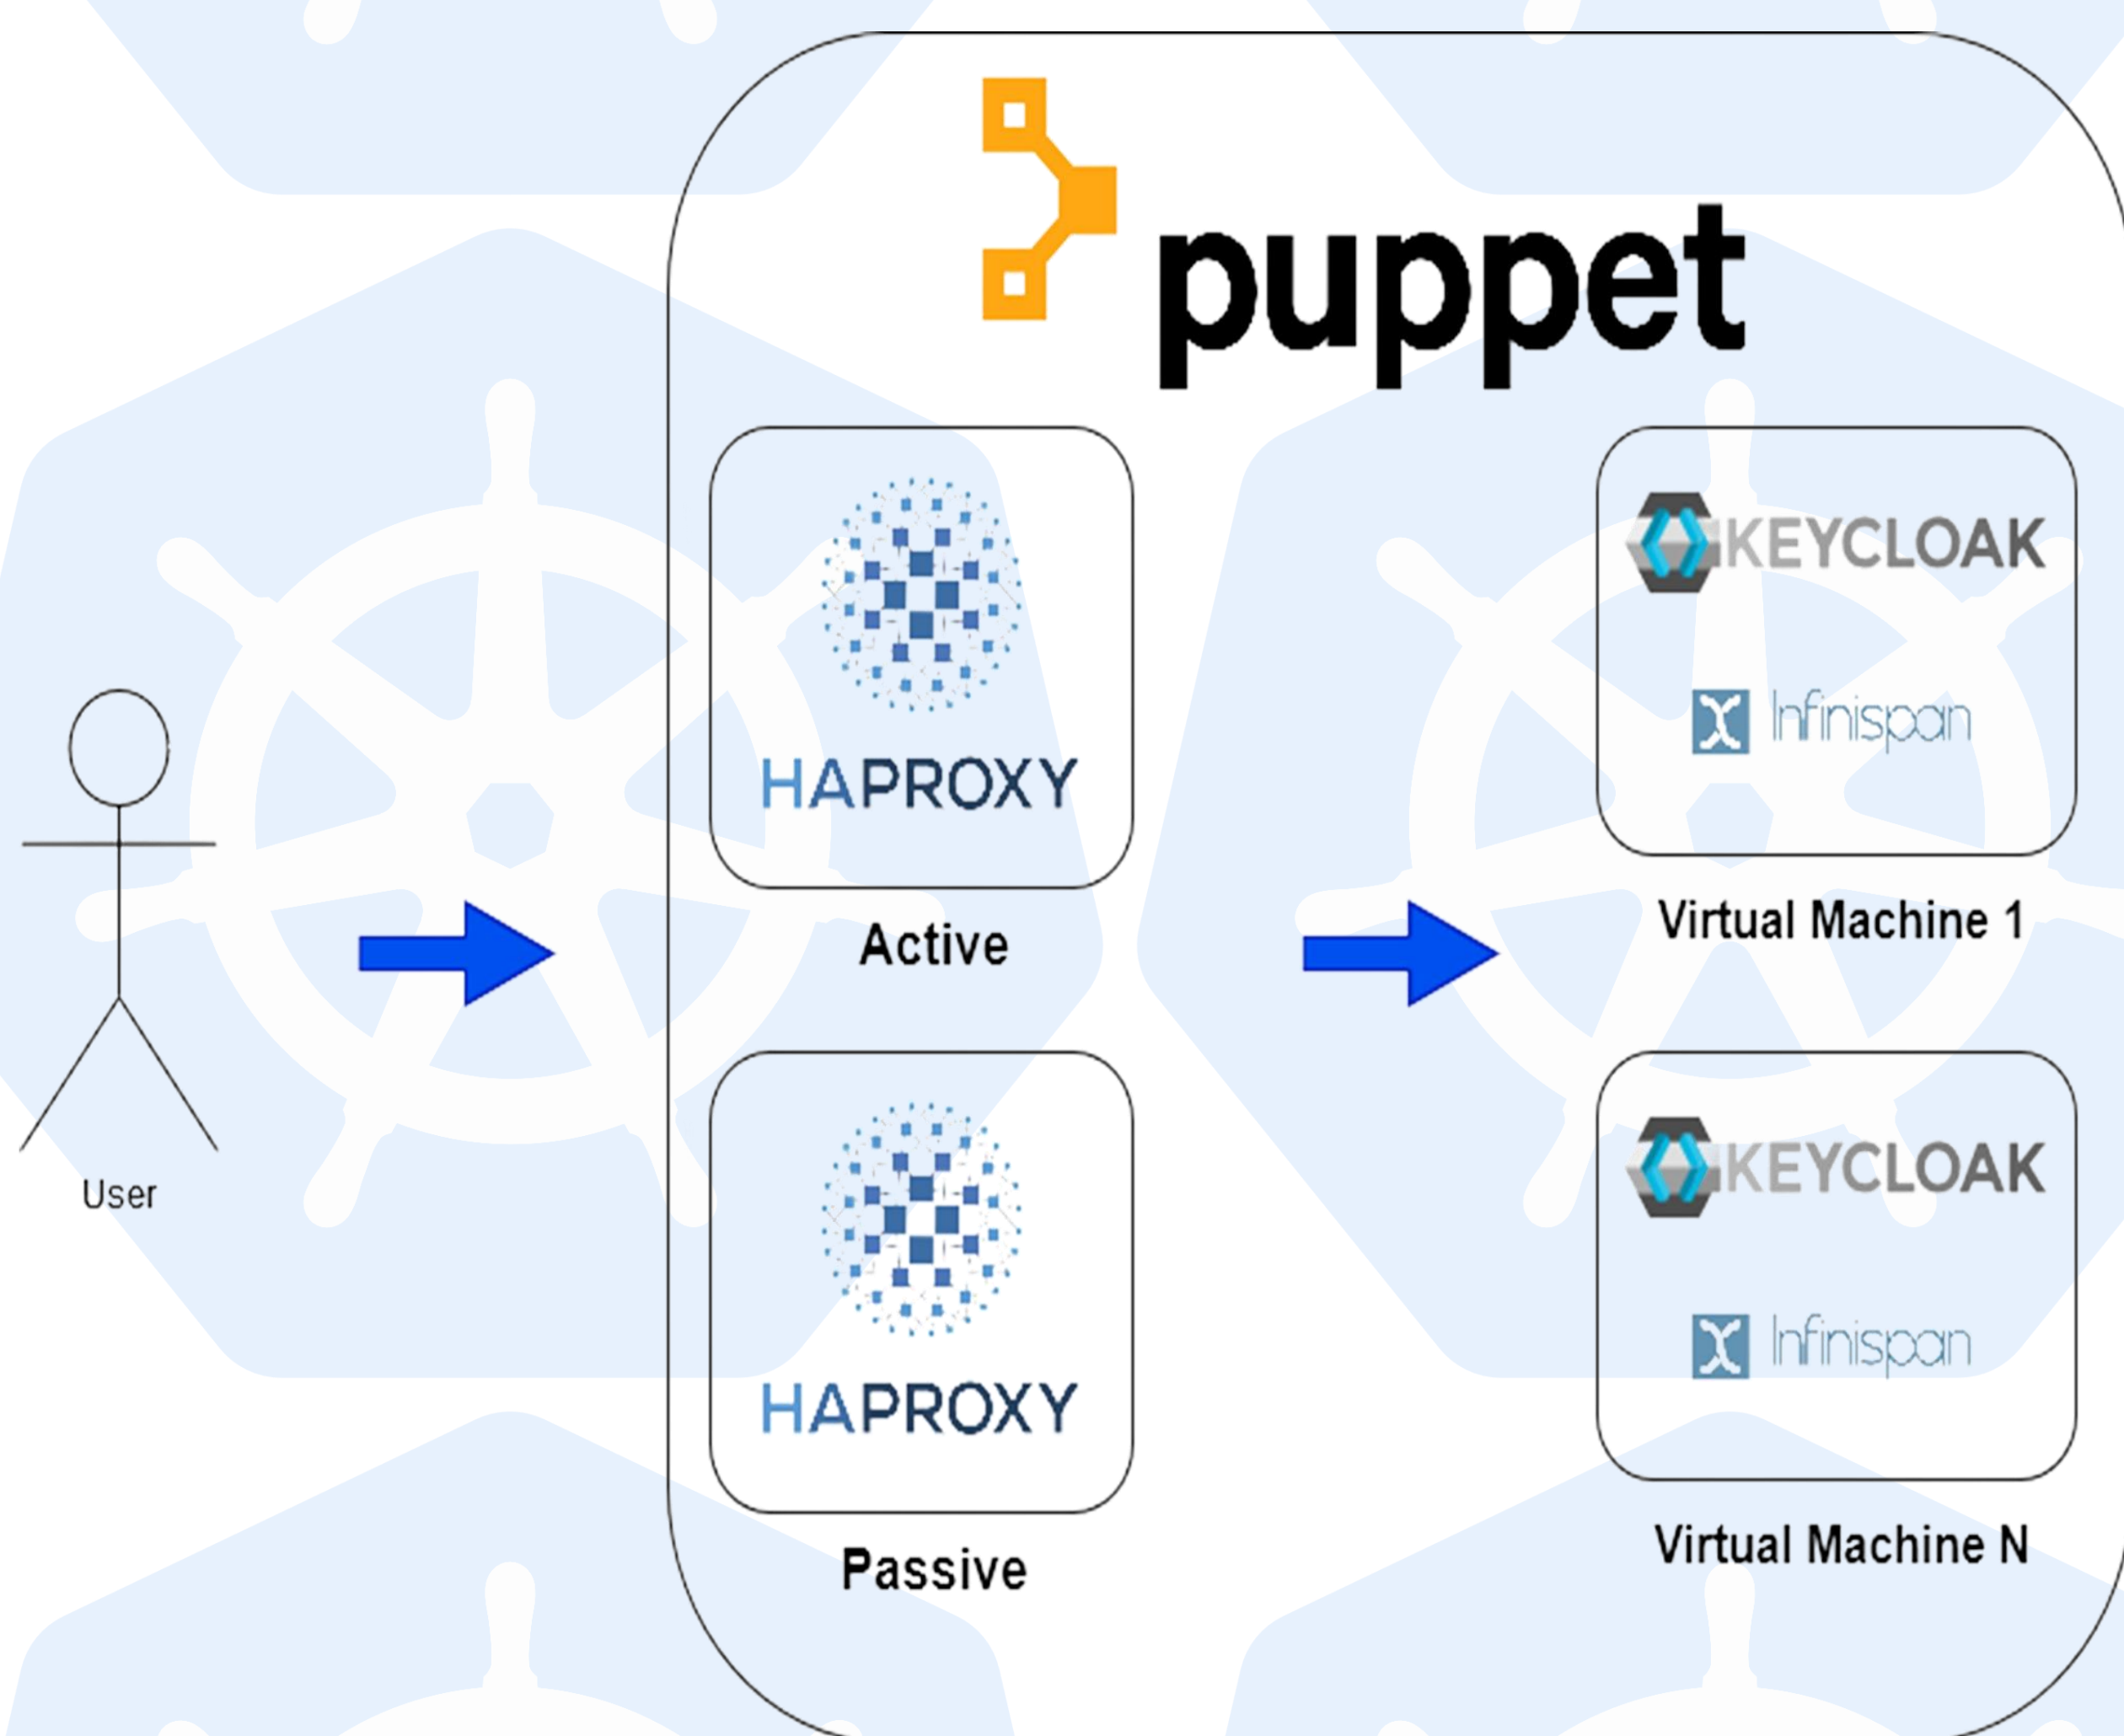 puppet
HAPROXY
Active
KEYCLOAK
Infinispan
Virtual Machine 1
User
HAPROXY
Passive
KEYCLOAK
Infinispan
Virtual Machine N